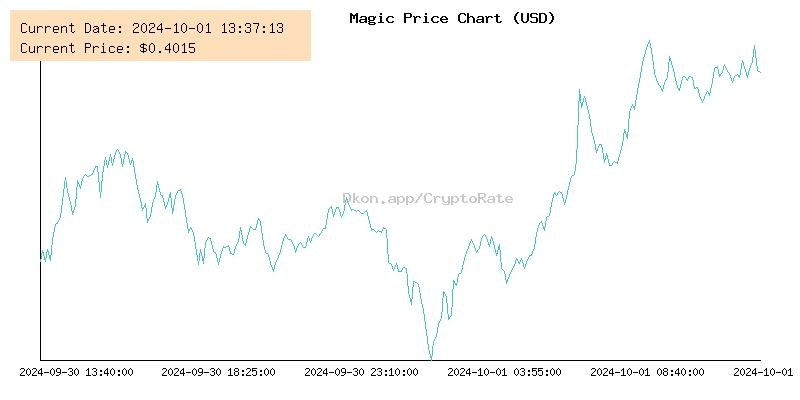 Magic Price Chart (USD)
Current Date: 2024-10-01 13:37:13
Current Price: $0.4015
Dkon.app/CryptoRate
2024-09-30 13:40:00 2024-09-30 18:25:00 2024-09-30 23:10:00 2024-10-01 03:55:00 2024-10-01 08:40:00 2024-10-01